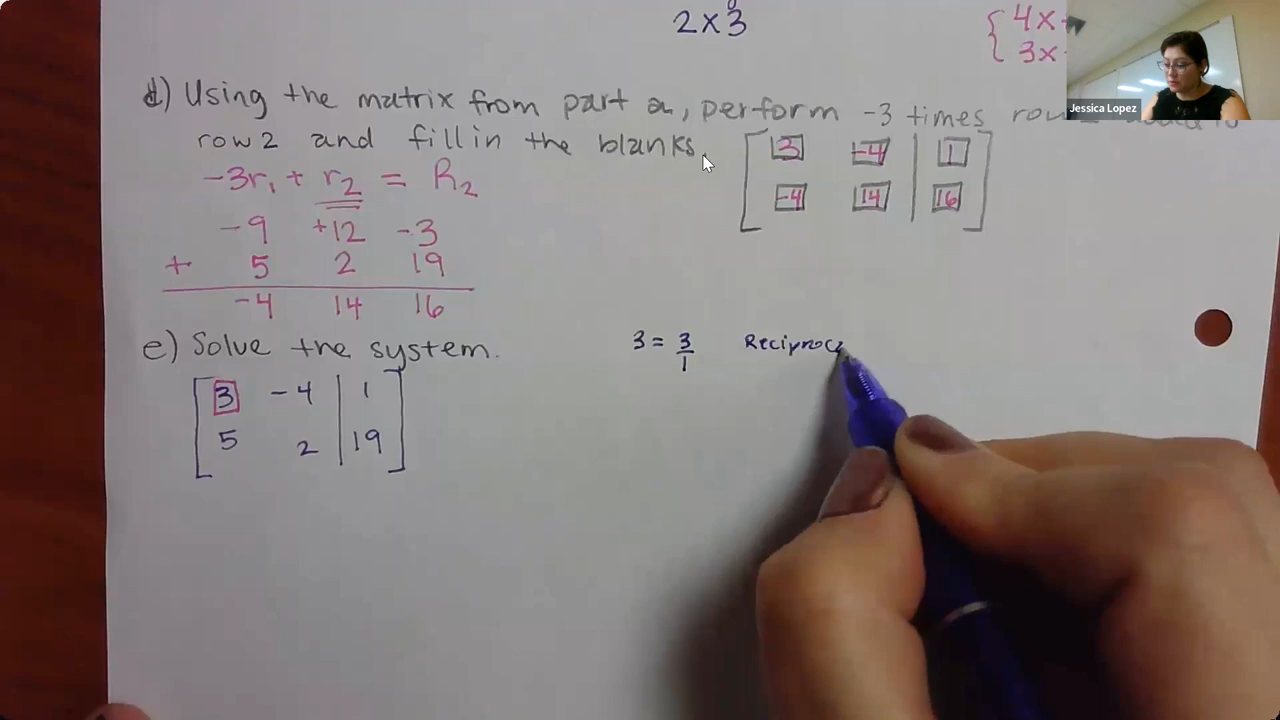 2x3
{ 4x
3x
d) Using the matrix from part a, perform -3 times
row 2 and fill in the blanks.
[ 3 -4 | 1 ]
[ -4 14 | 16 ]
-3r₁ + r₂ = R₂
-9 +12 -3
+ 5 2 19
-4 14 16
e) Solve the system.
3 = 3/1 Reciproc
[ 3 -4 | 1 ]
[ 5 2 | 19 ]
Jessica Lopez